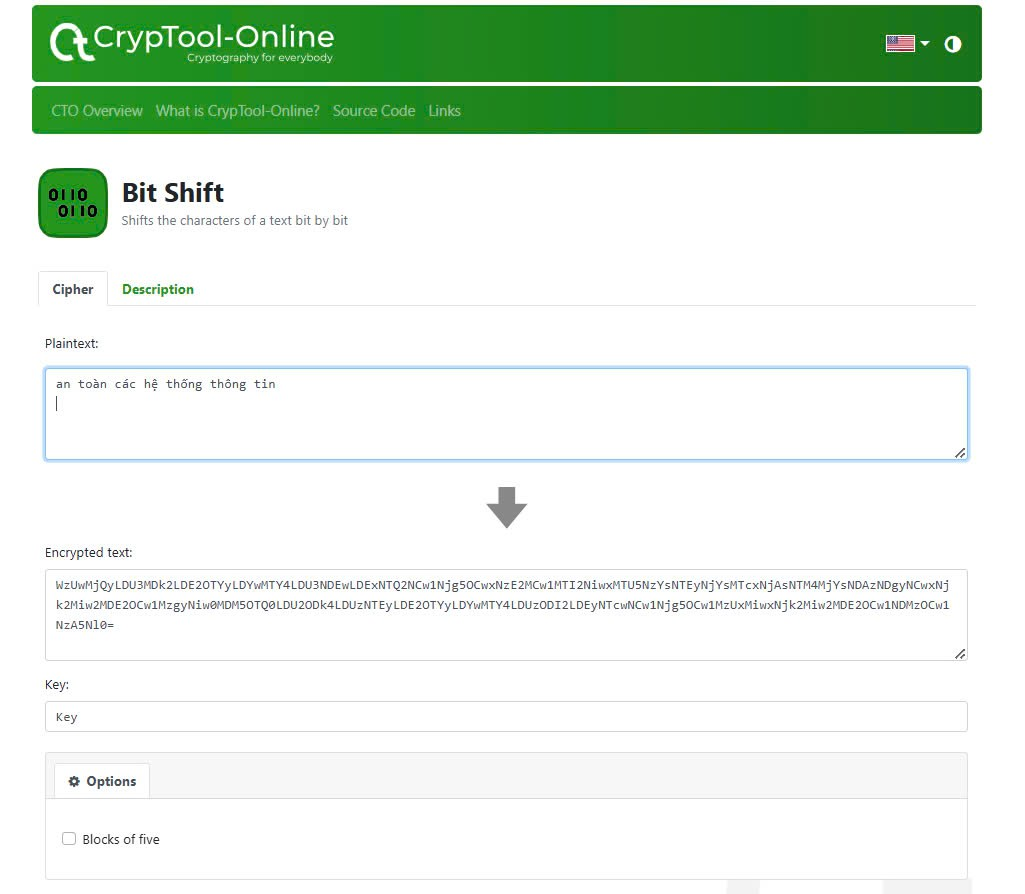 CrypTool-Online
Cryptography for everybody
CTO Overview What is CrypTool-Online? Source Code Links
0110
0110
Bit Shift
Shifts the characters of a text bit by bit
Cipher Description
Plaintext:
an toàn các hệ thống thông tin
Encrypted text:
WzUwMjQyLDU3MDk2LDE2OTYyLDYwMTY4LDU3NDEwLDExNTQ2NCw1Njg5OCwxNzE2MCw1MTI2NiwxMTU5NzYsNTEyNjYsMTcxNjAsNTM4MjYsNDAzNDgyNCwxNj
k2Miw2MDE2OCw1MzgyNiw0MDM5OTQ0LDU2ODk4LDUzNTEyLDE2OTYyLDYwMTY4LDUzODI2LDEyNTcwNCw1Njg5OCw1MzUxMiwxNjk2Miw2MDE2OCw1NDMzOCw1
NzA5Nl0=
Key:
Key
Options
Blocks of five